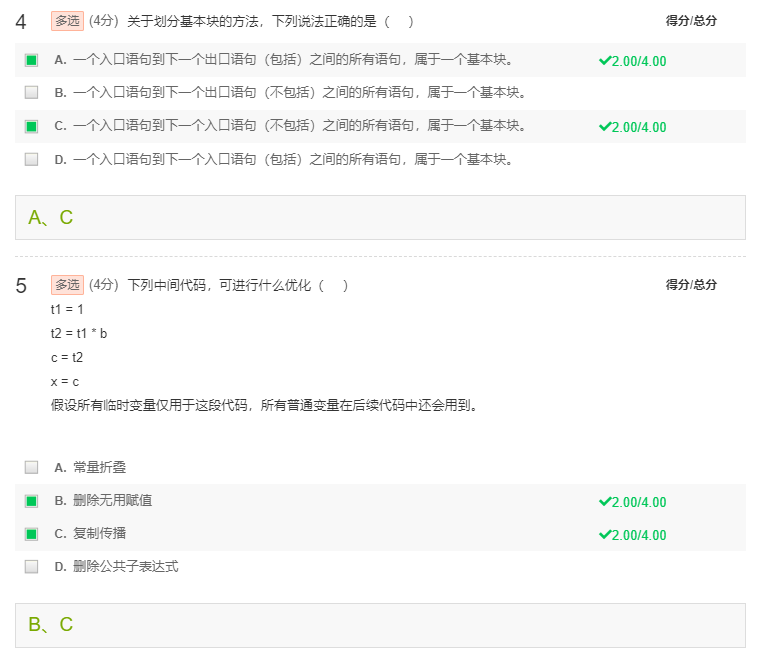 4 多选 (4分) 关于划分基本块的方法，下列说法正确的是（ ） 得分/总分
A. 一个入口语句到下一个出口语句（包括）之间的所有语句，属于一个基本块。 2.00/4.00
B. 一个入口语句到下一个出口语句（不包括）之间的所有语句，属于一个基本块。
C. 一个入口语句到下一个入口语句（不包括）之间的所有语句，属于一个基本块。 2.00/4.00
D. 一个入口语句到下一个入口语句（包括）之间的所有语句，属于一个基本块。
A、C
5 多选 (4分) 下列中间代码，可进行什么优化（ ） 得分/总分
t1 = 1
t2 = t1 * b
c = t2
x = c
假设所有临时变量仅用于这段代码，所有普通变量在后续代码中还会用到。
A. 常量折叠
B. 删除无用赋值 2.00/4.00
C. 复制传播 2.00/4.00
D. 删除公共子表达式
B、C